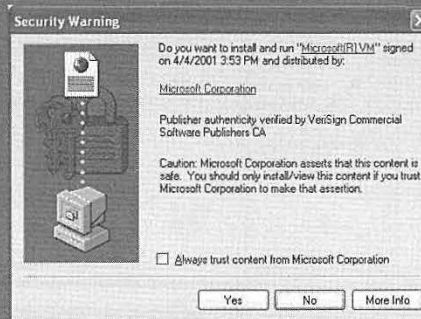 Security Warning
Do you want to install and run "Microsoft(R) VM" signed
on 4/4/2001 3:53 PM and distributed by:
Microsoft Corporation
Publisher authenticity verified by VeriSign Commercial
Software Publishers CA
Caution: Microsoft Corporation asserts that this content is
safe. You should only install/view this content if you trust
Microsoft Corporation to make that assertion.
Always trust content from Microsoft Corporation
Yes No More Info